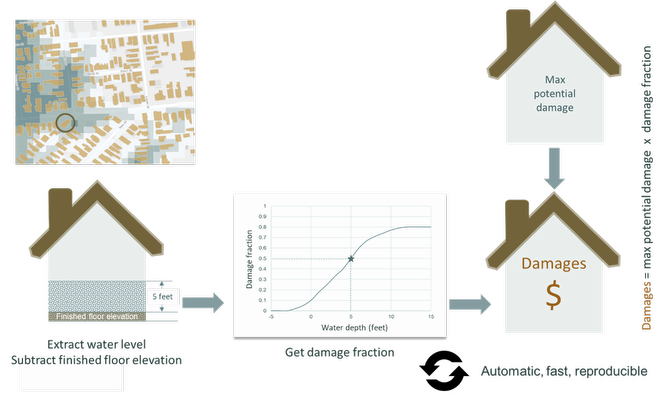 Max
potential
damage
Damages = max potential damage x damage fraction
5 feet
Finished floor elevation
Extract water level
Subtract finished floor elevation
Damage fraction
1
0.9
0.8
0.7
0.6
0.5
0.4
0.3
0.2
0.1
0
-5
0
5
10
15
Water depth (feet)
Get damage fraction
Damages
$
Automatic, fast, reproducible